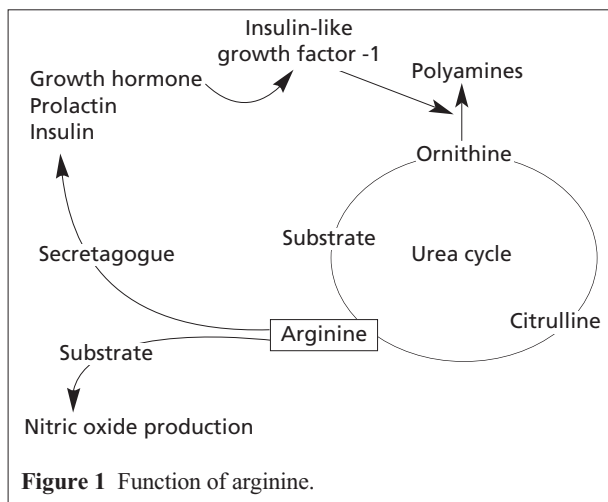 Insulin-like
growth factor -1
Polyamines
Growth hormone
Prolactin
Insulin
Ornithine
Substrate
Urea cycle
Secretagogue
Citrulline
Arginine
Substrate
Nitric oxide production
Figure 1 Function of arginine.